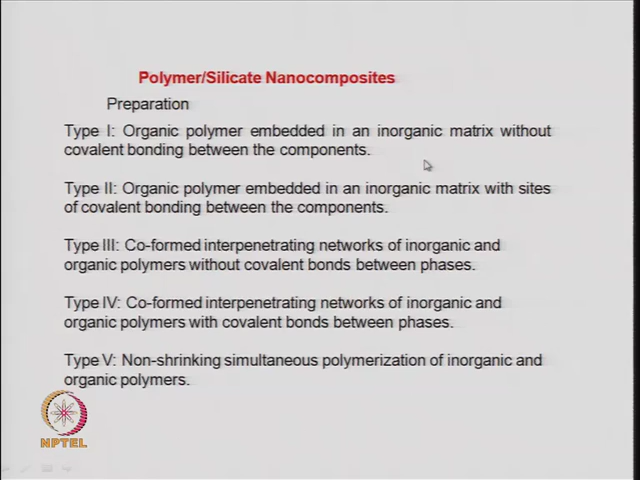 Polymer/Silicate Nanocomposites
Preparation
Type I: Organic polymer embedded in an inorganic matrix without
covalent bonding between the components.
Type II: Organic polymer embedded in an inorganic matrix with sites
of covalent bonding between the components.
Type III: Co-formed interpenetrating networks of inorganic and
organic polymers without covalent bonds between phases.
Type IV: Co-formed interpenetrating networks of inorganic and
organic polymers with covalent bonds between phases.
Type V: Non-shrinking simultaneous polymerization of inorganic and
organic polymers.
NPTEL